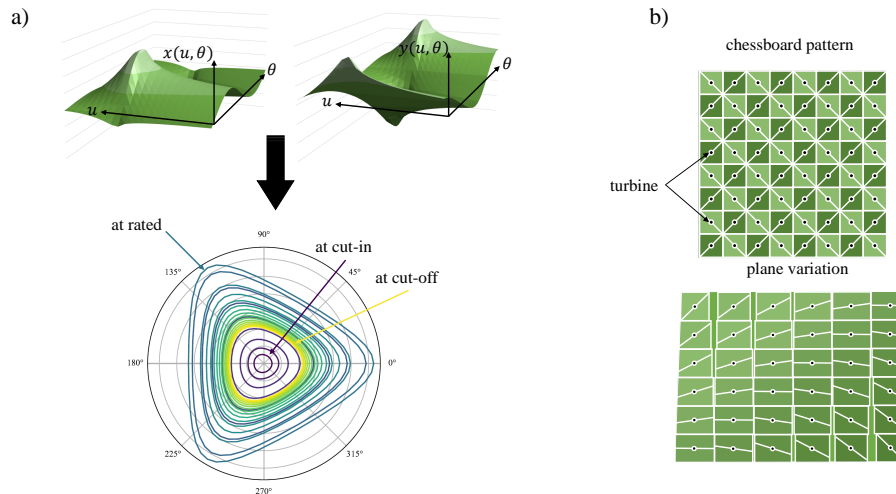 a)
x(u, θ)
θ
u
y(u, θ)
θ
u
at rated
at cut-in
at cut-off
90°
135°
45°
180°
0°
225°
315°
270°
b)
chessboard pattern
turbine
plane variation